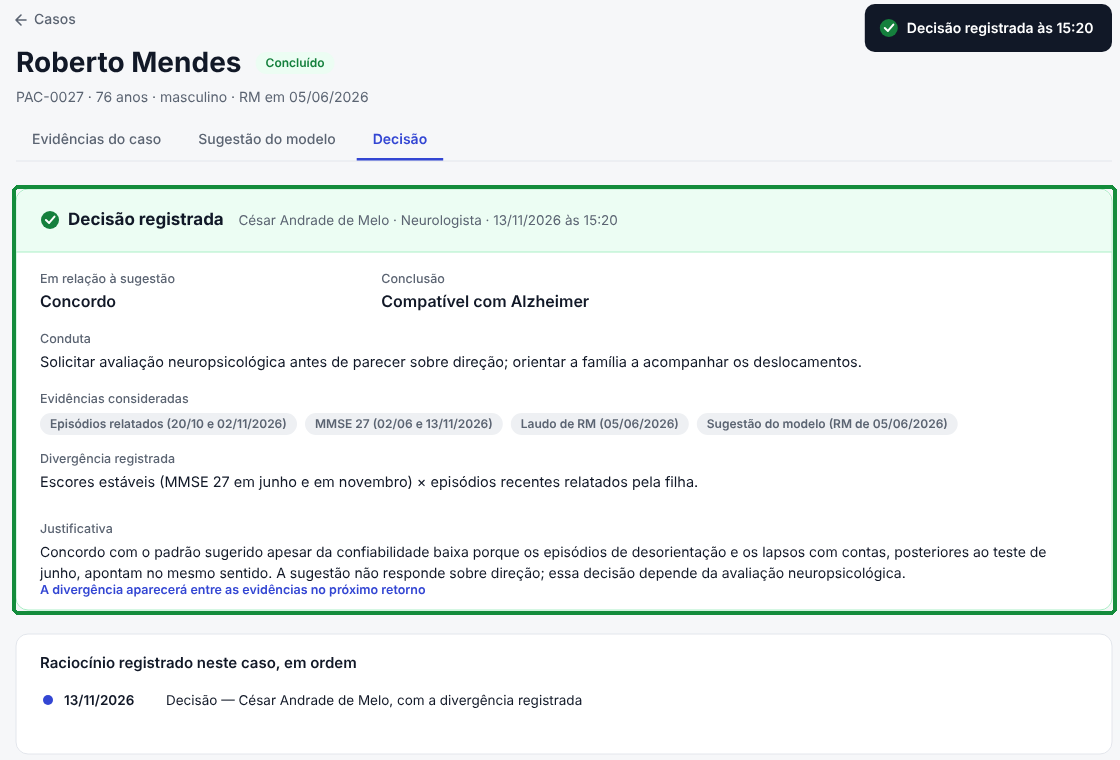 Casos
Decisão registrada às 15:20
Roberto Mendes
Concluído
PAC-0027 · 76 anos · masculino · RM em 05/06/2026
Evidências do caso
Sugestão do modelo
Decisão
Decisão registrada
César Andrade de Melo · Neurologista · 13/11/2026 às 15:20
Em relação à sugestão
Conclusão
Concordo
Compatível com Alzheimer
Conduta
Solicitar avaliação neuropsicológica antes de parecer sobre direção; orientar a família a acompanhar os deslocamentos.
Evidências consideradas
Episódios relatados (20/10 e 02/11/2026)
MMSE 27 (02/06 e 13/11/2026)
Laudo de RM (05/06/2026)
Sugestão do modelo (RM de 05/06/2026)
Divergência registrada
Escores estáveis (MMSE 27 em junho e em novembro) × episódios recentes relatados pela filha.
Justificativa
Concordo com o padrão sugerido apesar da confiabilidade baixa porque os episódios de desorientação e os lapsos com contas, posteriores ao teste de
junho, apontam no mesmo sentido. A sugestão não responde sobre direção; essa decisão depende da avaliação neuropsicológica.
A divergência aparecerá entre as evidências no próximo retorno
Raciocínio registrado neste caso, em ordem
13/11/2026
Decisão — César Andrade de Melo, com a divergência registrada